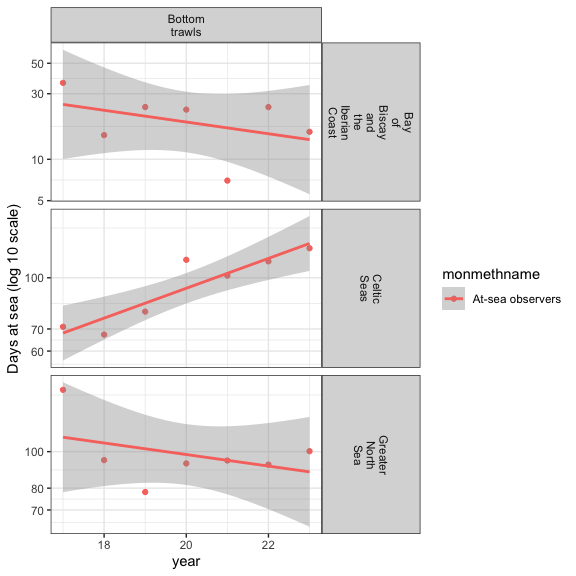 Bottom
trawls
50
30
10
5
Bay
of
Biscay
and
the
Iberian
Coast
100
70
60
Celtic
Seas
100
80
70
Greater
North
Sea
18
20
22
year
Days at sea (log 10 scale)
monmethname
At-sea observers